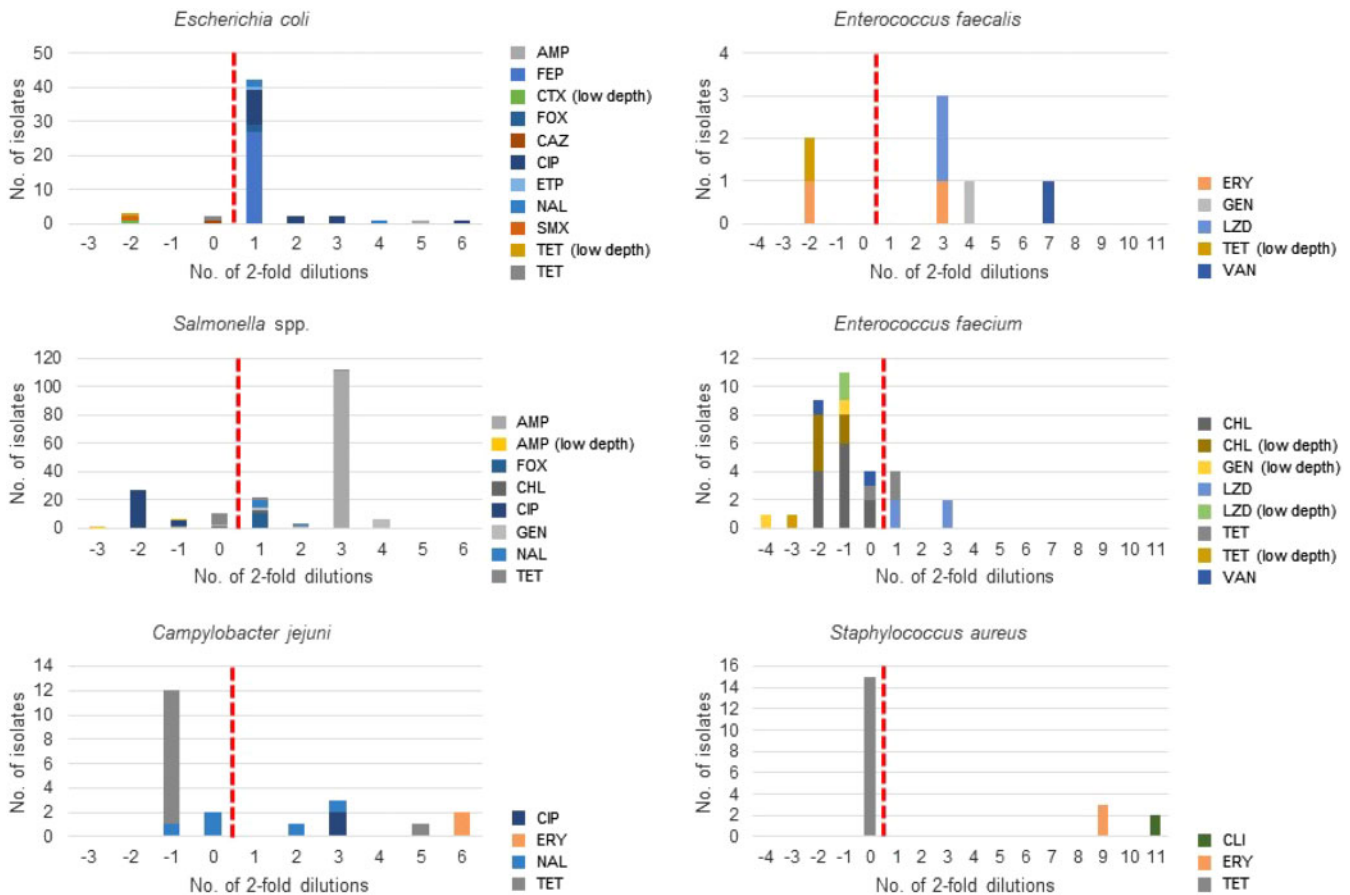 Escherichia coli
50
40
30
20
10
0
No. of isolates
-3 -2 -1 0 1 2 3 4 5 6
No. of 2-fold dilutions
AMP
FEP
CTX (low depth)
FOX
CAZ
CIP
ETP
NAL
SMX
TET (low depth)
TET
Enterococcus faecalis
4
3
2
1
0
No. of isolates
-4 -3 -2 -1 0 1 2 3 4 5 6 7 8 9 10 11
No. of 2-fold dilutions
ERY
GEN
LZD
TET (low depth)
VAN
Salmonella spp.
120
100
80
60
40
20
0
No. of isolates
-3 -2 -1 0 1 2 3 4 5 6
No. of 2-fold dilutions
AMP
AMP (low depth)
FOX
CHL
CIP
GEN
NAL
TET
Enterococcus faecium
12
10
8
6
4
2
0
No. of isolates
-4 -3 -2 -1 0 1 2 3 4 5 6 7 8 9 10 11
No. of 2-fold dilutions
CHL
CHL (low depth)
GEN (low depth)
LZD
LZD (low depth)
TET
TET (low depth)
VAN
Campylobacter jejuni
14
12
10
8
6
4
2
0
No. of isolates
-3 -2 -1 0 1 2 3 4 5 6
No. of 2-fold dilutions
CIP
ERY
NAL
TET
Staphylococcus aureus
16
14
12
10
8
6
4
2
0
No. of isolates
-4 -3 -2 -1 0 1 2 3 4 5 6 7 8 9 10 11
No. of 2-fold dilutions
CLI
ERY
TET